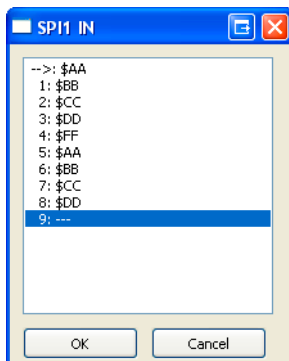 SPI1 IN
-->: $AA
1: $BB
2: $CC
3: $DD
4: $FF
5: $AA
6: $BB
7: $CC
8: $DD
9: ---
OK Cancel